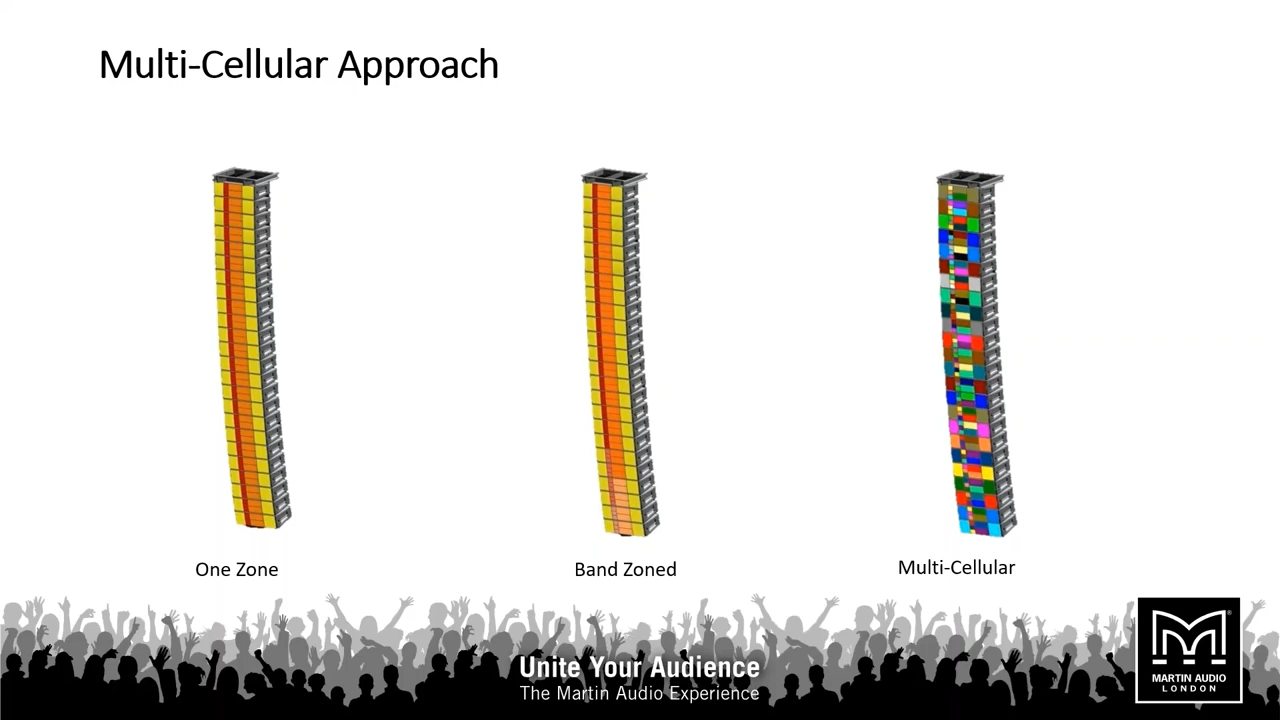 Multi-Cellular Approach
One Zone
Band Zoned
Multi-Cellular
Unite Your Audience
The Martin Audio Experience
®
MARTIN AUDIO
LONDON